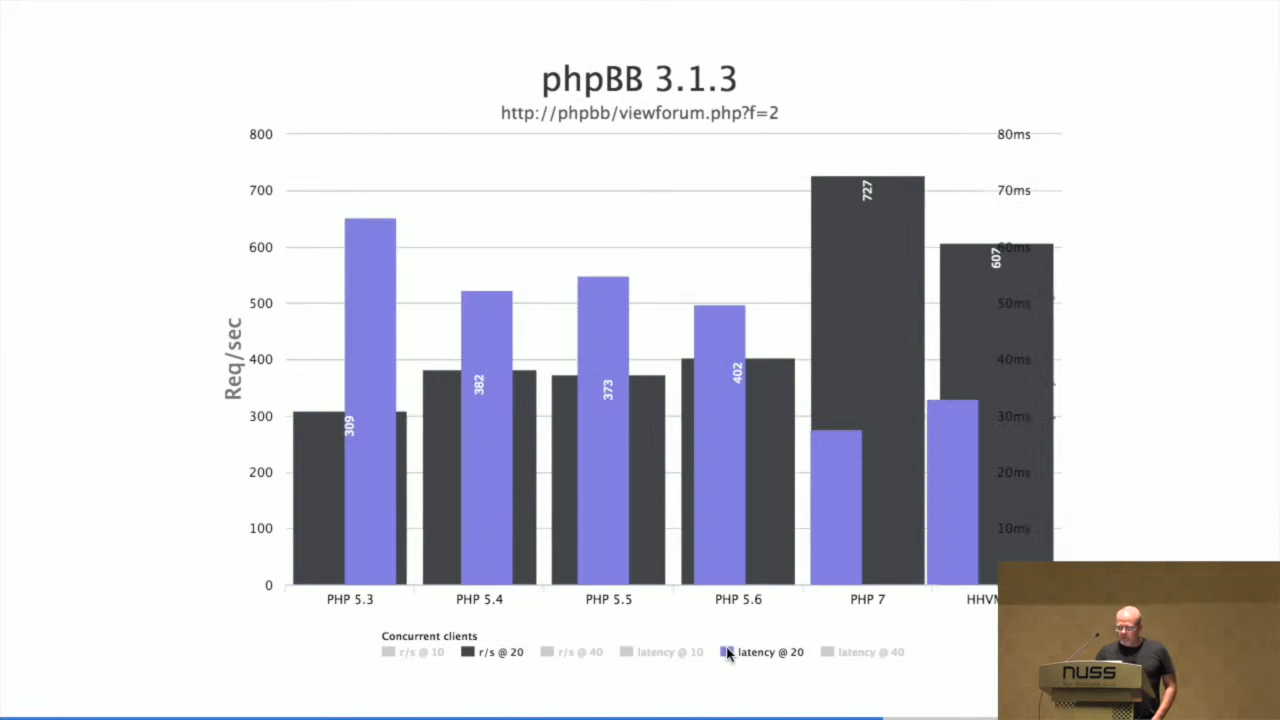 phpBB 3.1.3
http://phpbb/viewforum.php?f=2
800
700
600
500
400
300
200
100
0
Req/sec
80ms
70ms
60ms
50ms
40ms
30ms
20ms
10ms
309
382
373
402
727
607
PHP 5.3
PHP 5.4
PHP 5.5
PHP 5.6
PHP 7
HHVM
Concurrent clients
r/s @ 10
r/s @ 20
r/s @ 40
latency @ 10
latency @ 20
latency @ 40
nuss